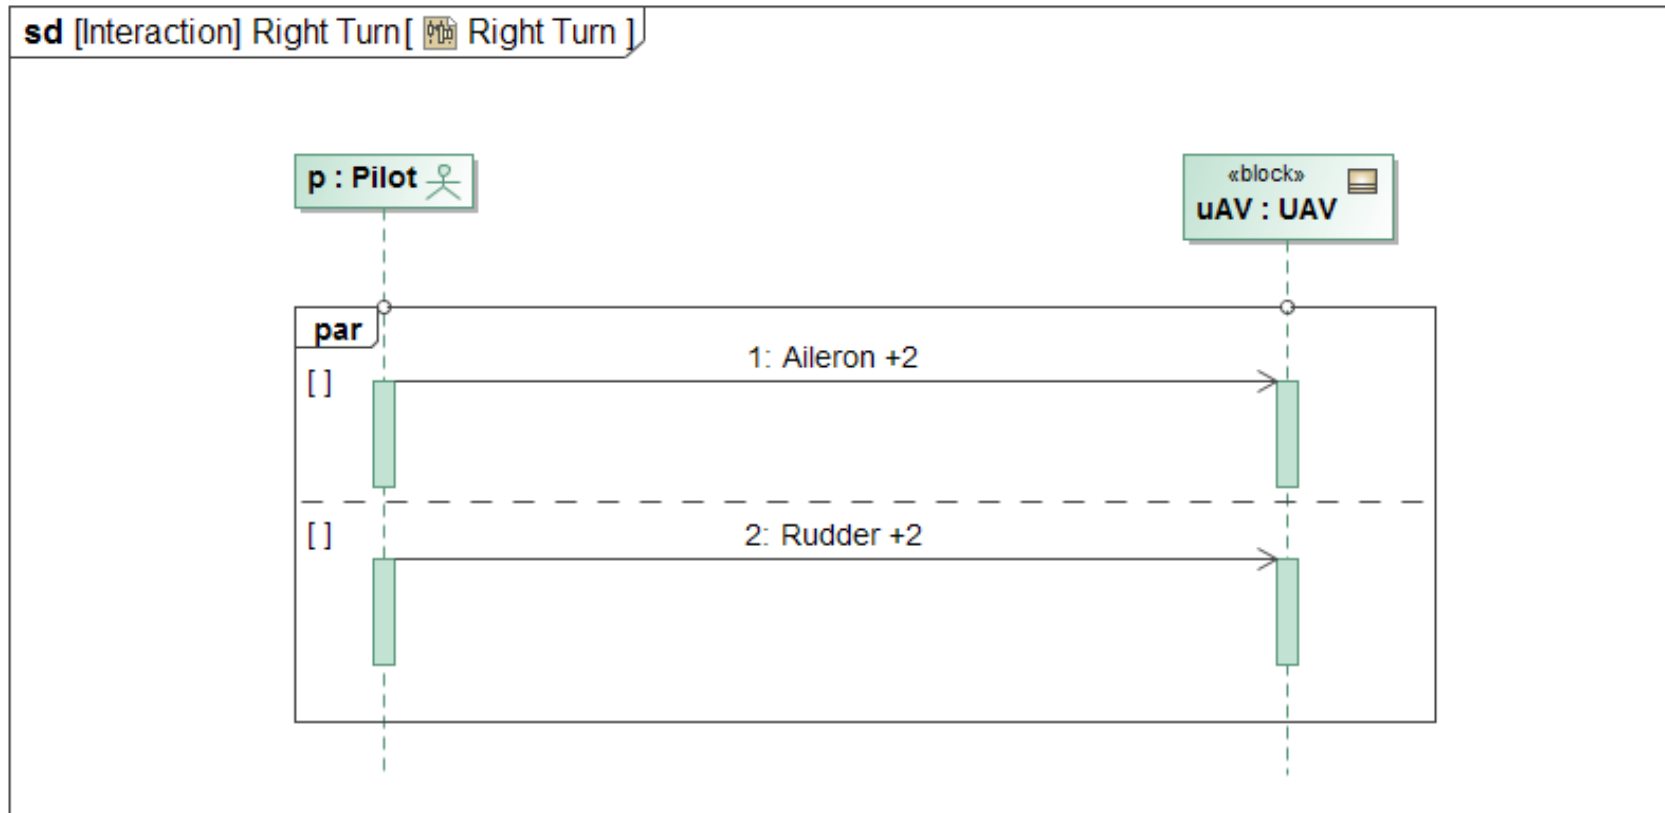 sd [Interaction] Right Turn[ Right Turn ]
p : Pilot
«block»
uAV : UAV
par
1: Aileron +2
[ ]
2: Rudder +2
[ ]